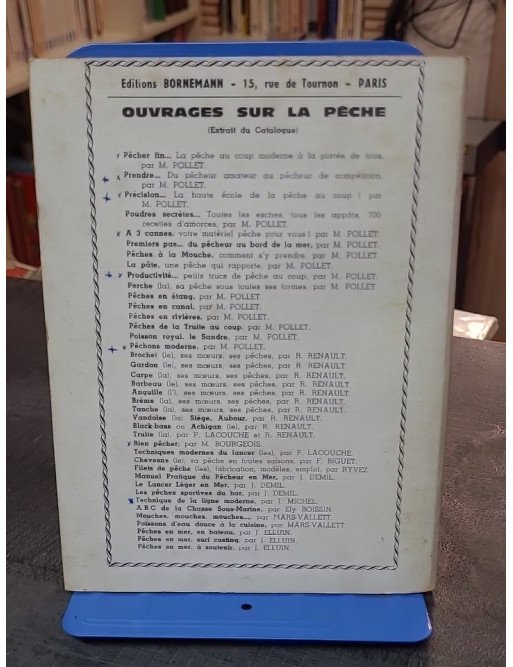 Editions BORNEMANN - 15, rue de Tournon - PARIS
OUVRAGES SUR LA PÊCHE
(Extrait du Catalogue)
Pêcher fin... La pêche au coup moderne à la portée de tous,
par M. POLLET.
Prendre... Du pêcheur amateur au pêcheur de compétition,
par M. POLLET.
Précision... La haute école de la pêche au coup ! par
M. POLLET.
Poudres secrètes... Toutes les esches, tous les appâts, 700
recettes d'amorces, par M. POLLET.
A 3 cannes, votre matériel pêche pour vous ! par M. POLLET
Premiers pas... du pêcheur au bord de la mer, par M. POLLET
Pêches à la Mouche, comment s'y prendre, par M. POLLET.
La pâte, une pêche qui rapporte, par M. POLLET.
Productivité... petits trucs de pêche au coup, par M. POLLET.
Perche (la), sa pêche sous toutes ses formes, par M. POLLET
Pêches en étang, par M. POLLET.
Pêches en canal, par M. POLLET.
Pêches en rivières, par M. POLLET.
Pêches de la Truite au coup, par M. POLLET.
Poisson royal, le Sandre, par M. POLLET.
Pêchons moderne, par M. POLLET.
Brochet (le), ses mœurs, ses pêches, par R. RENAULT.
Gardon (le), ses mœurs, ses pêches, par R. RENAULT.
Carpe (la), ses mœurs, ses pêches, par R. RENAULT.
Barbeau (le), ses mœurs, ses pêches, par R. RENAULT.
Anguille (l'), ses mœurs, ses pêches, par R. RENAULT.
Brème (la), ses mœurs, ses pêches, par R. RENAULT.
Tanche (la), ses mœurs, ses pêches, par R. RENAULT.
Vandoise (la), Siège, Aubour, par R. RENAULT.
Black-bass ou Achigan (le), par R. RENAULT.
Truite (la), par P. LACOUCHE et R. RENAULT.
Bien pêcher, par M. BOURGEOIS.
Techniques modernes du lancer (les), par P. LACOUCHE.
Chevesne (le), sa pêche en toutes saisons, par F. BIGUET.
Filets de pêche (les), fabrication, modèles, emploi, par RYVEZ.
Manuel Pratique du Pêcheur en Mer, par J. DEMIL.
Le Lancer Léger en Mer, par J. DEMIL.
Les pêches sportives du bar, par J. DEMIL.
Technique de la ligne moderne, par J. MICHEL.
A B C de la Chasse Sous-Marine, par Ely BOISSIN
Mouches, mouches, mouches..., par MARS-VALLETT.
Poissons d'eau douce à la cuisine, par MARS-VALLETT.
Pêches en mer, en bateau, par J. ELLUIN.
Pêches en mer, surf casting, par J. ELLUIN.
Pêches en mer, à soutenir, par J. ELLUIN.